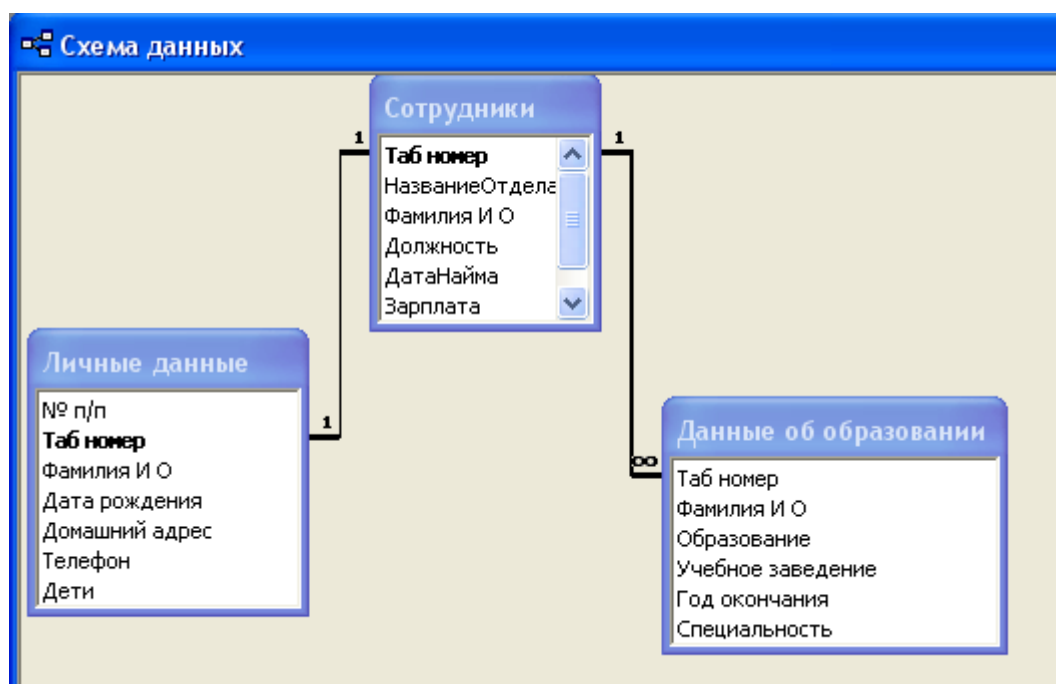 Схема данных
Сотрудники
1
1
Таб номер
НазваниеОтдела
Фамилия И О
Должность
ДатаНайма
Зарплата
Личные данные
№ п/п
Таб номер
Фамилия И О
Дата рождения
Домашний адрес
Телефон
Дети
1
Данные об образовании
∞
Таб номер
Фамилия И О
Образование
Учебное заведение
Год окончания
Специальность